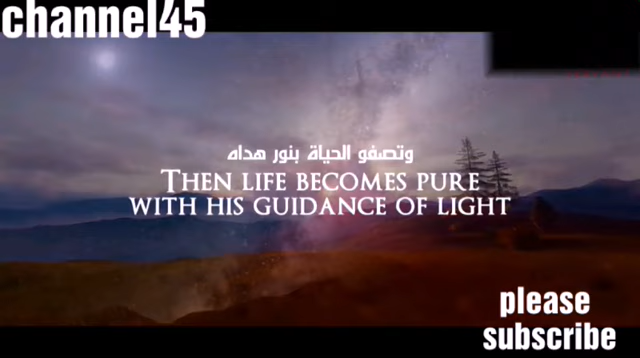 channel45
وتصفو الحياة بنور هداه
THEN LIFE BECOMES PURE
WITH HIS GUIDANCE OF LIGHT
please
subscribe